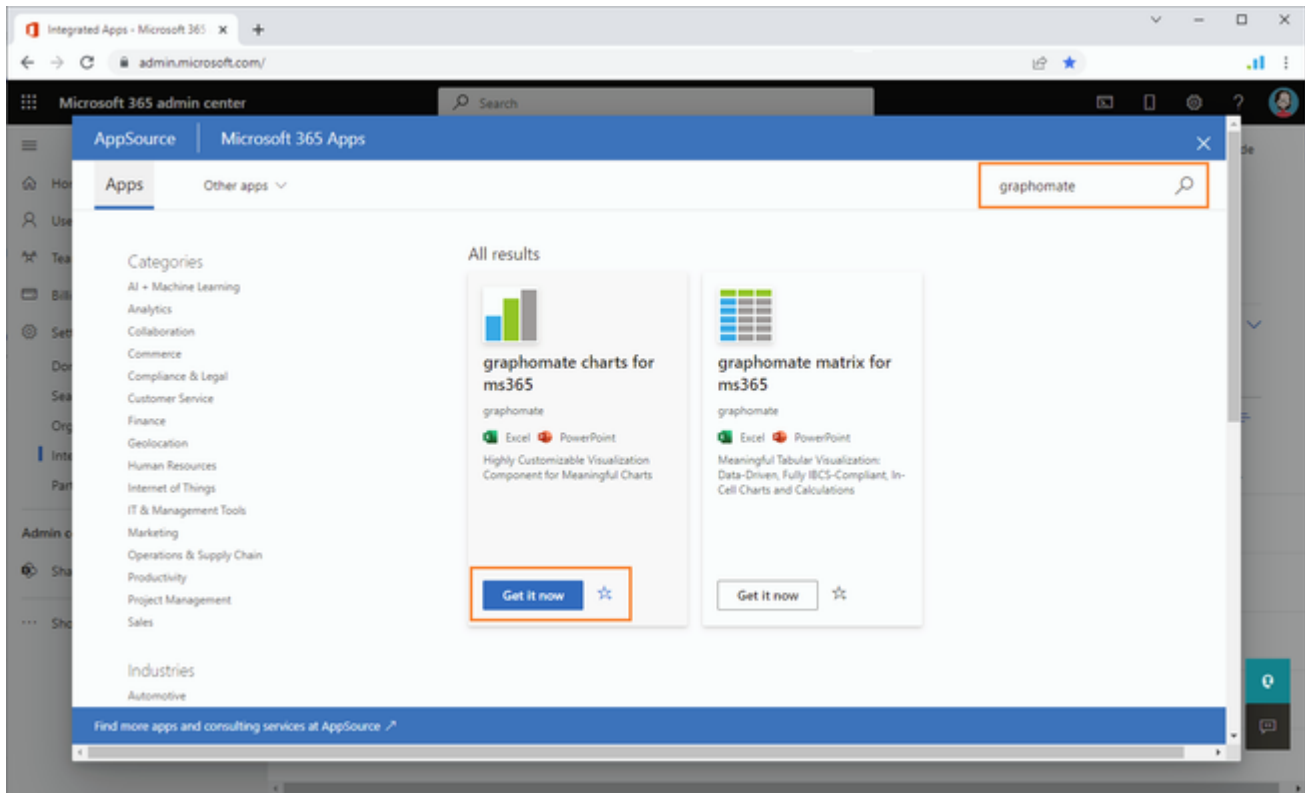 Integrated Apps - Microsoft 365
admin.microsoft.com/
Microsoft 365 admin center
Search
AppSource
Microsoft 365 Apps
Apps
Other apps
graphomate
Categories
AI + Machine Learning
Analytics
Collaboration
Commerce
Compliance & Legal
Customer Service
Finance
Geolocation
Human Resources
Internet of Things
IT & Management Tools
Marketing
Operations & Supply Chain
Productivity
Project Management
Sales
Industries
Automotive
All results
graphomate charts for
ms365
graphomate
Excel PowerPoint
Highly Customizable Visualization
Component for Meaningful Charts
Get it now
graphomate matrix for
ms365
graphomate
Excel PowerPoint
Meaningful Tabular Visualization:
Data-Driven, Fully IBCS-Compliant, In-
Cell Charts and Calculations
Get it now
Find more apps and consulting services at AppSource